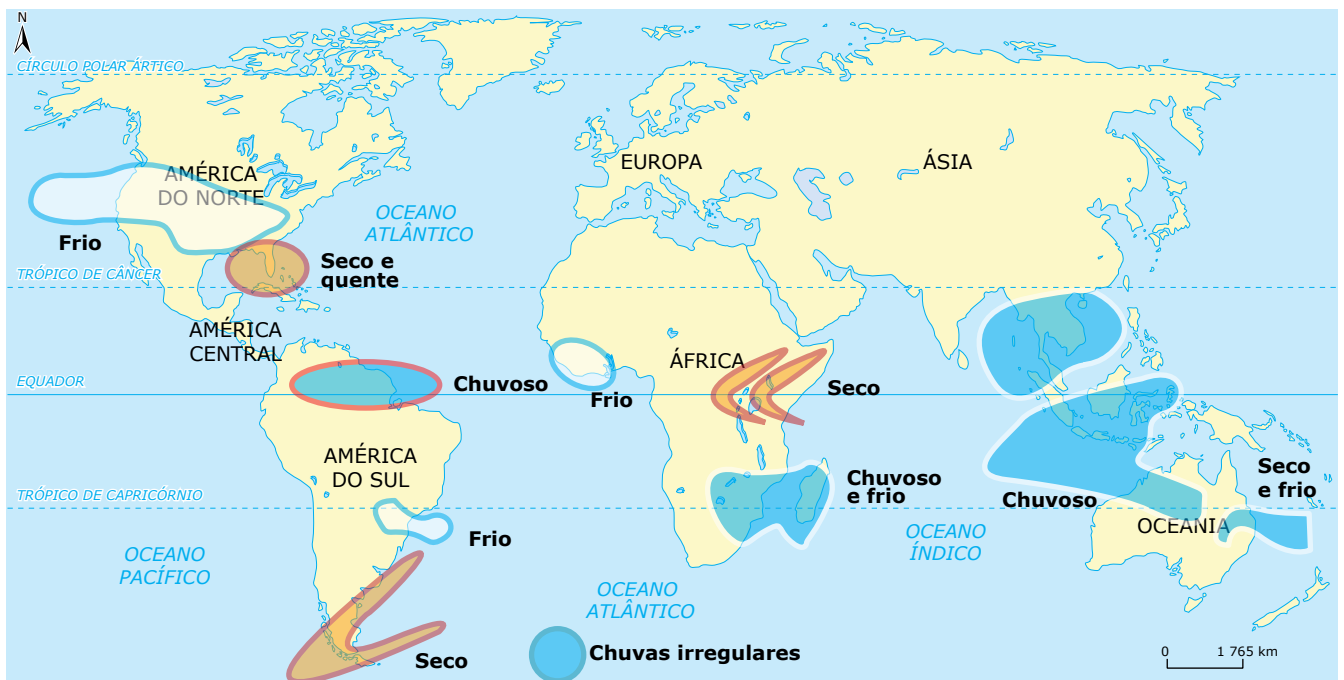 N
CÍRCULO POLAR ÁRTICO
AMÉRICA
DO NORTE
EUROPA
ÁSIA
OCEANO
ATLÂNTICO
Frio
Seco e
quente
TRÓPICO DE CÂNCER
AMÉRICA
CENTRAL
ÁFRICA
EQUADOR
Chuvoso
Frio
Seco
AMÉRICA
DO SUL
Chuvoso
e frio
Seco
e frio
TRÓPICO DE CAPRICÓRNIO
Chuvoso
OCEANIA
Frio
OCEANO
PACÍFICO
OCEANO
ÍNDICO
OCEANO
ATLÂNTICO
Seco
Chuvas irregulares
0 1 765 km